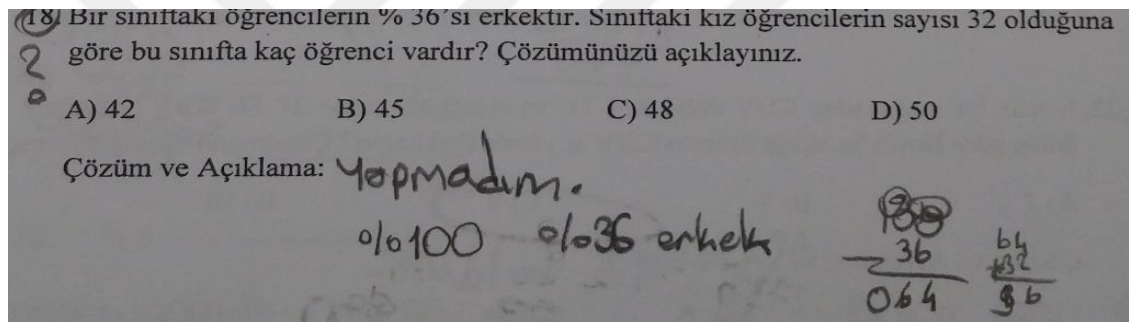 18) Bir sınıftaki öğrencilerin % 36'sı erkektir. Sınıftaki kız öğrencilerin sayısı 32 olduğuna
göre bu sınıfta kaç öğrenci vardır? Çözümünüzü açıklayınız.
?
A) 42 B) 45 C) 48 D) 50
Çözüm ve Açıklama: Yapmadım.
%100 %36 erkek
36
064
64
+32
96